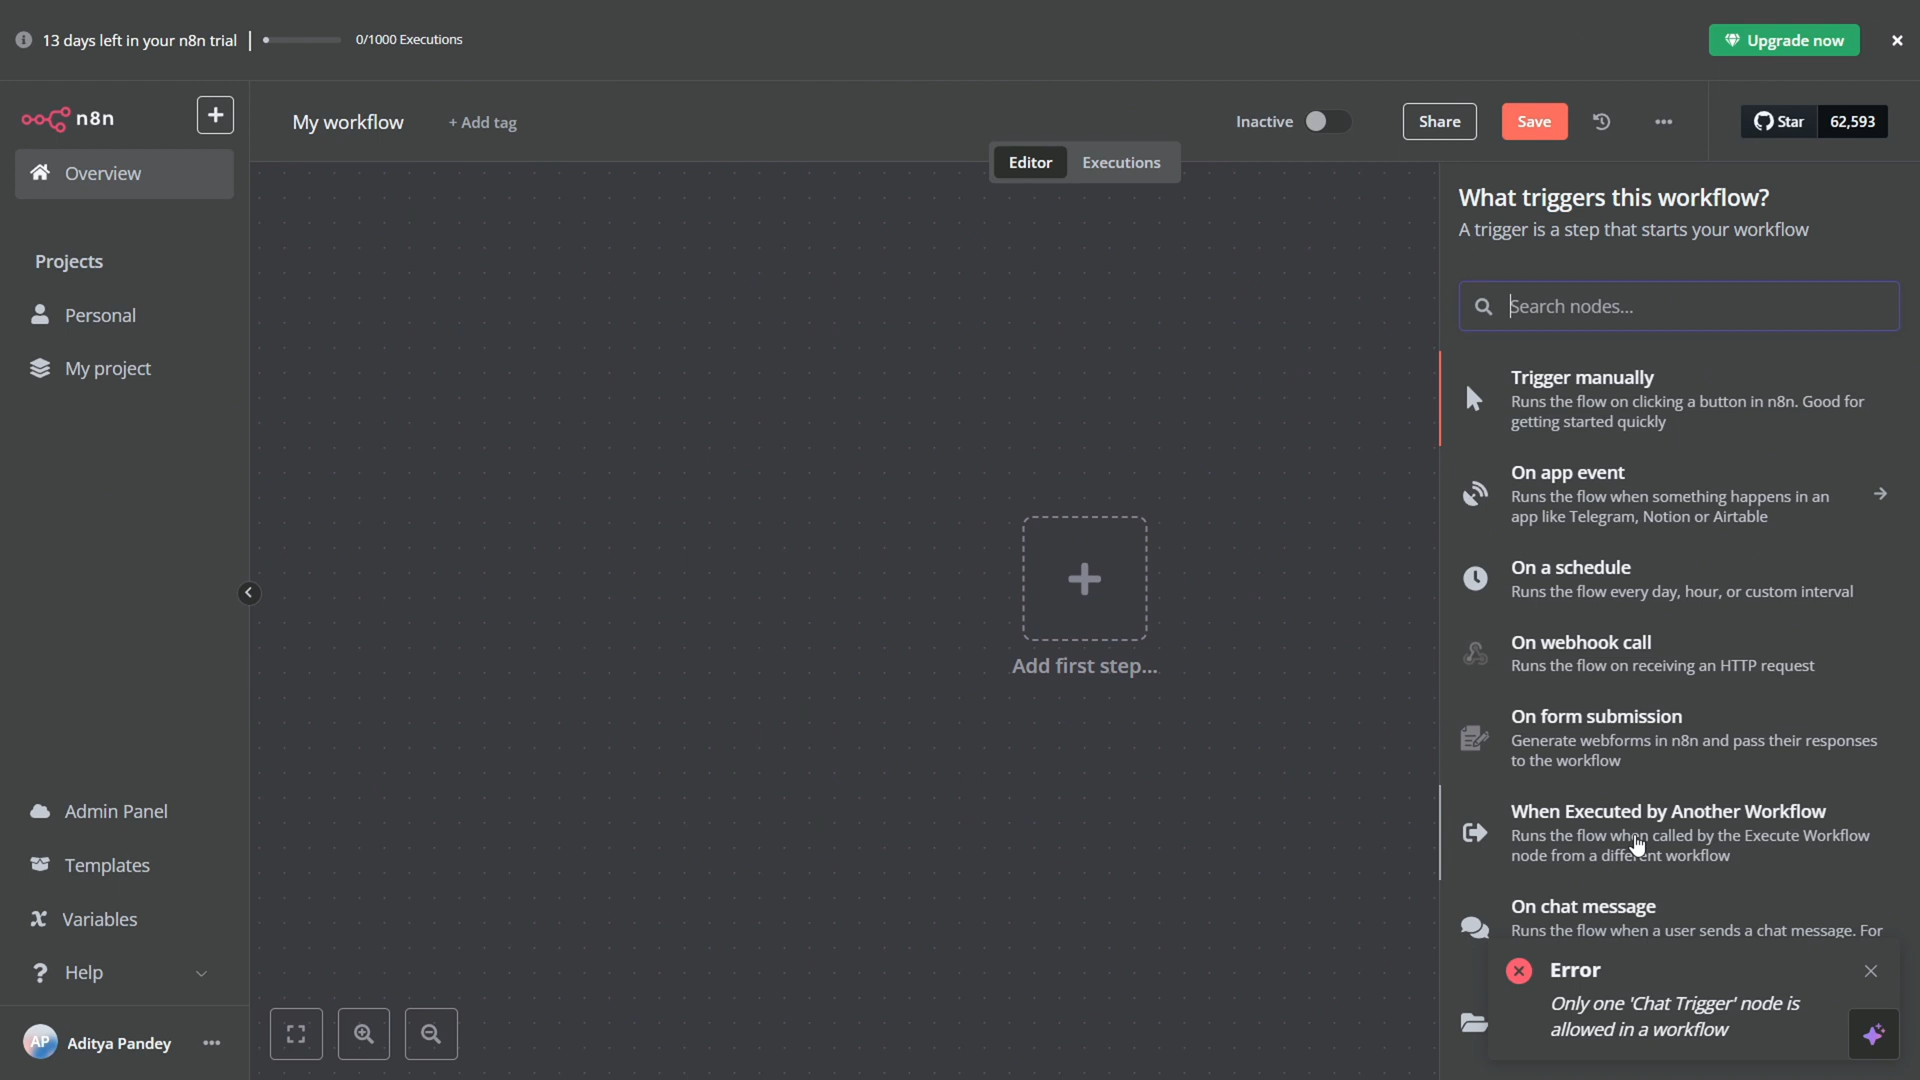 13 days left in your n8n trial
0/1000 Executions
Upgrade now
n8n
My workflow
+ Add tag
Inactive
Share
Save
Star
62,593
Editor
Executions
Overview
Projects
Personal
My project
Admin Panel
Templates
Variables
Help
AP
Aditya Pandey
Add first step...
What triggers this workflow?
A trigger is a step that starts your workflow
Search nodes...
Trigger manually
Runs the flow on clicking a button in n8n. Good for
getting started quickly
On app event
Runs the flow when something happens in an
app like Telegram, Notion or Airtable
On a schedule
Runs the flow every day, hour, or custom interval
On webhook call
Runs the flow on receiving an HTTP request
On form submission
Generate webforms in n8n and pass their responses
to the workflow
When Executed by Another Workflow
Runs the flow when called by the Execute Workflow
node from a different workflow
On chat message
Runs the flow when a user sends a chat message. For
Error
Only one 'Chat Trigger' node is
allowed in a workflow